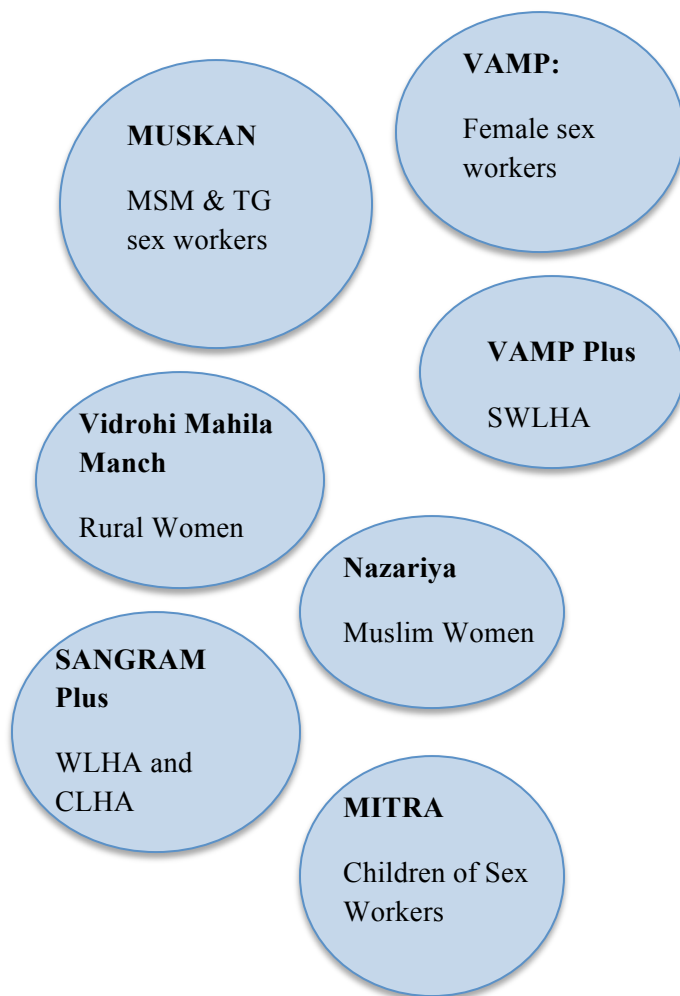 MUSKAN
MSM & TG
sex workers
VAMP:
Female sex
workers
VAMP Plus
SWLHA
Vidrohi Mahila
Manch
Rural Women
Nazariya
Muslim Women
SANGRAM
Plus
WLHA and
CLHA
MITRA
Children of Sex
Workers